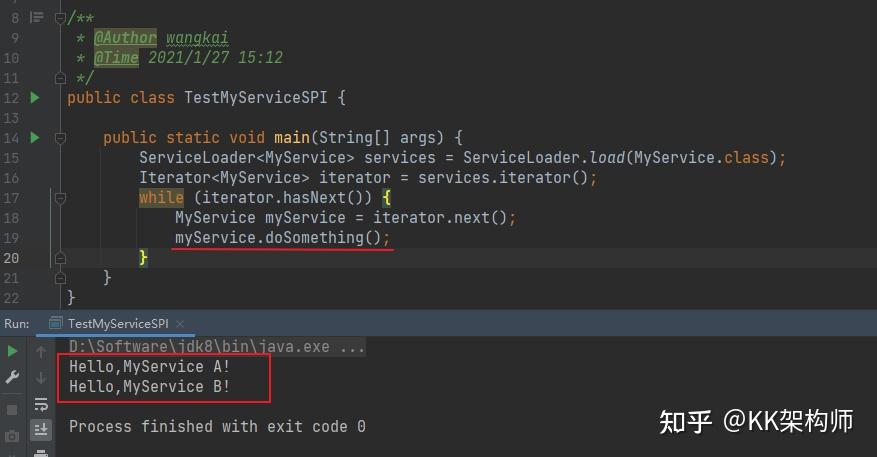 8 /**
9 * @Author wangkai
10 * @Time 2021/1/27 15:12
11 */
12 public class TestMyServiceSPI {
13
14 public static void main(String[] args) {
15 ServiceLoader<MyService> services = ServiceLoader.load(MyService.class);
16 Iterator<MyService> iterator = services.iterator();
17 while (iterator.hasNext()) {
18 MyService myService = iterator.next();
19 myService.doSomething();
20 }
21 }
22 }
Run: TestMyServiceSPI ×
D:\Software\jdk8\bin\java.exe ...
Hello,MyService A!
Hello,MyService B!
Process finished with exit code 0
知乎 @KK架构师